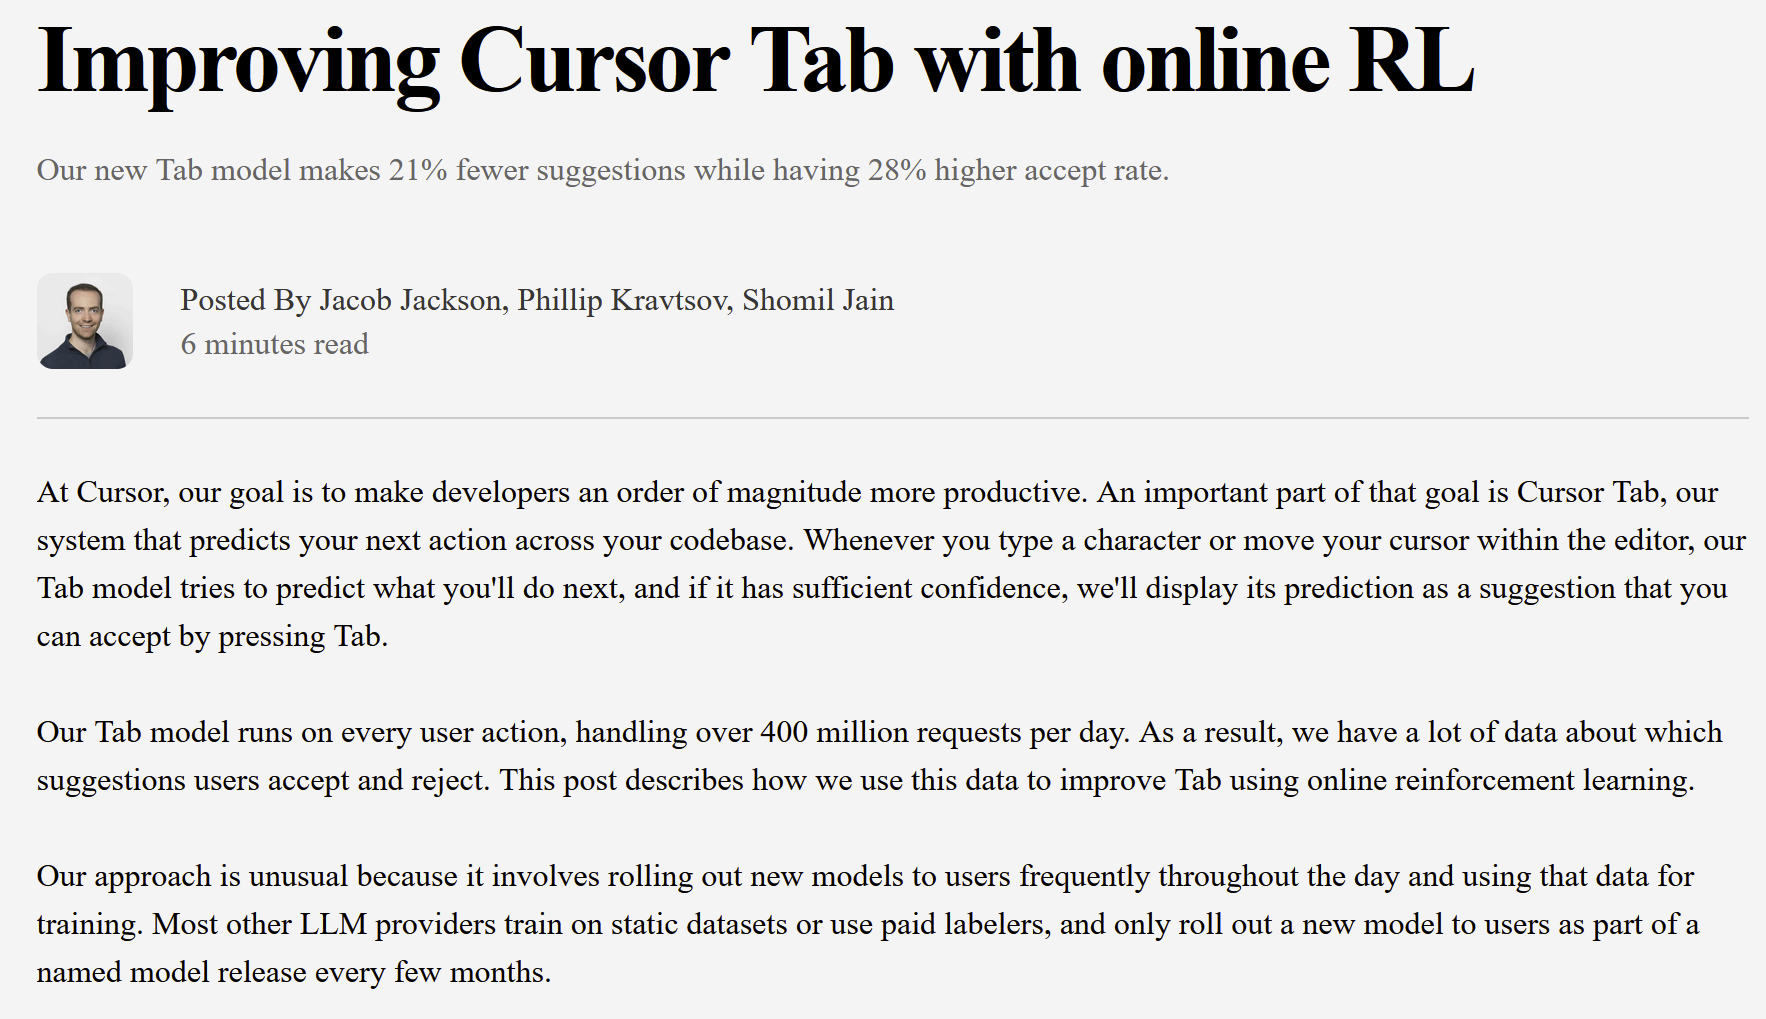 Improving Cursor Tab with online RL
Our new Tab model makes 21% fewer suggestions while having 28% higher accept rate.
Posted By Jacob Jackson, Phillip Kravtsov, Shomil Jain
6 minutes read
At Cursor, our goal is to make developers an order of magnitude more productive. An important part of that goal is Cursor Tab, our
system that predicts your next action across your codebase. Whenever you type a character or move your cursor within the editor, our
Tab model tries to predict what you'll do next, and if it has sufficient confidence, we'll display its prediction as a suggestion that you
can accept by pressing Tab.
Our Tab model runs on every user action, handling over 400 million requests per day. As a result, we have a lot of data about which
suggestions users accept and reject. This post describes how we use this data to improve Tab using online reinforcement learning.
Our approach is unusual because it involves rolling out new models to users frequently throughout the day and using that data for
training. Most other LLM providers train on static datasets or use paid labelers, and only roll out a new model to users as part of a
named model release every few months.